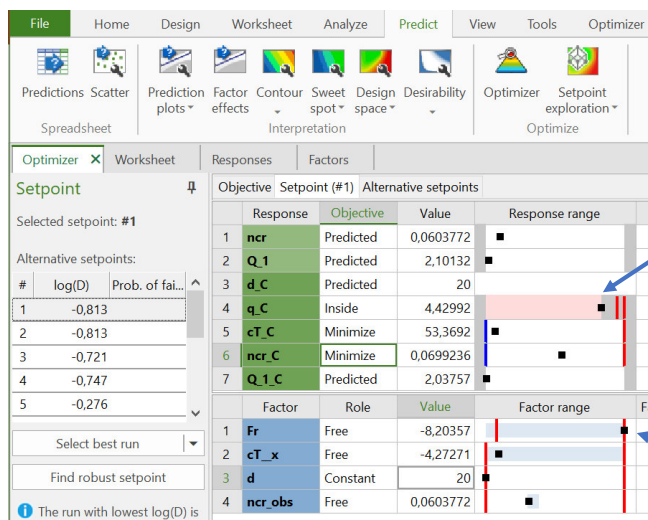 File Home Design Worksheet Analyze Predict View Tools Optimizer
Predictions Scatter Prediction plots Factor effects Contour Sweet spot Design space Desirability Optimizer Setpoint exploration
Spreadsheet Interpretation Optimize
Optimizer X Worksheet Responses Factors
Setpoint
Objective Setpoint (#1) Alternative setpoints
Selected setpoint: #1
Alternative setpoints:
# log(D) Prob. of fai...
1 -0,813
2 -0,813
3 -0,721
4 -0,747
5 -0,276
Select best run
Find robust setpoint
The run with lowest log(D) is
Response Objective Value Response range
1 ncr Predicted 0,0603772
2 Q_1 Predicted 2,10132
3 d_C Predicted 20
4 q_C Inside 4,42992
5 cT_C Minimize 53,3692
6 ncr_C Minimize 0,0699236
7 Q_1_C Predicted 2,03757
Factor Role Value Factor range F
1 Fr Free -8,20357
2 cT__x Free -4,27271
3 d Constant 20
4 ncr_obs Free 0,0603772